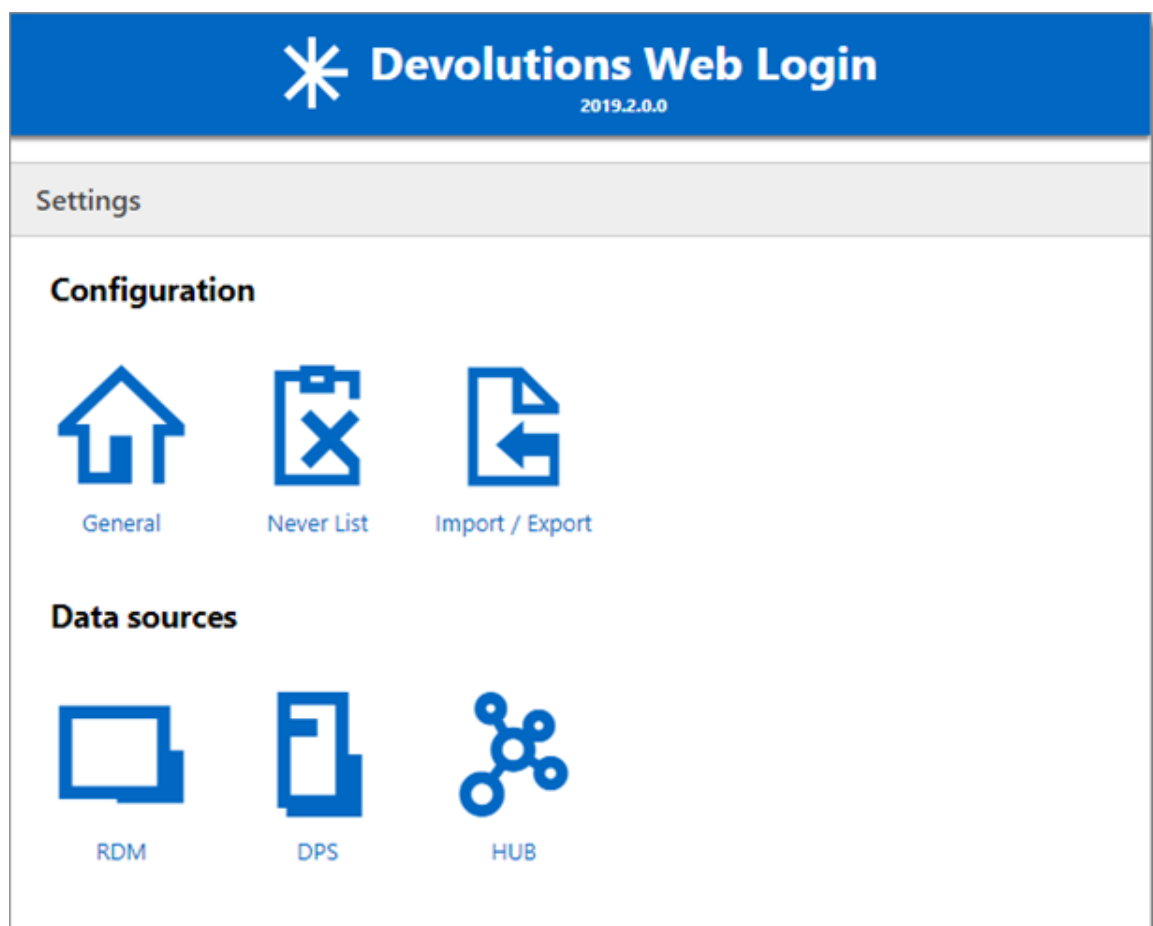 Devolutions Web Login
2019.2.0.0
Settings
Configuration
General Never List Import / Export
Data sources
RDM DPS HUB